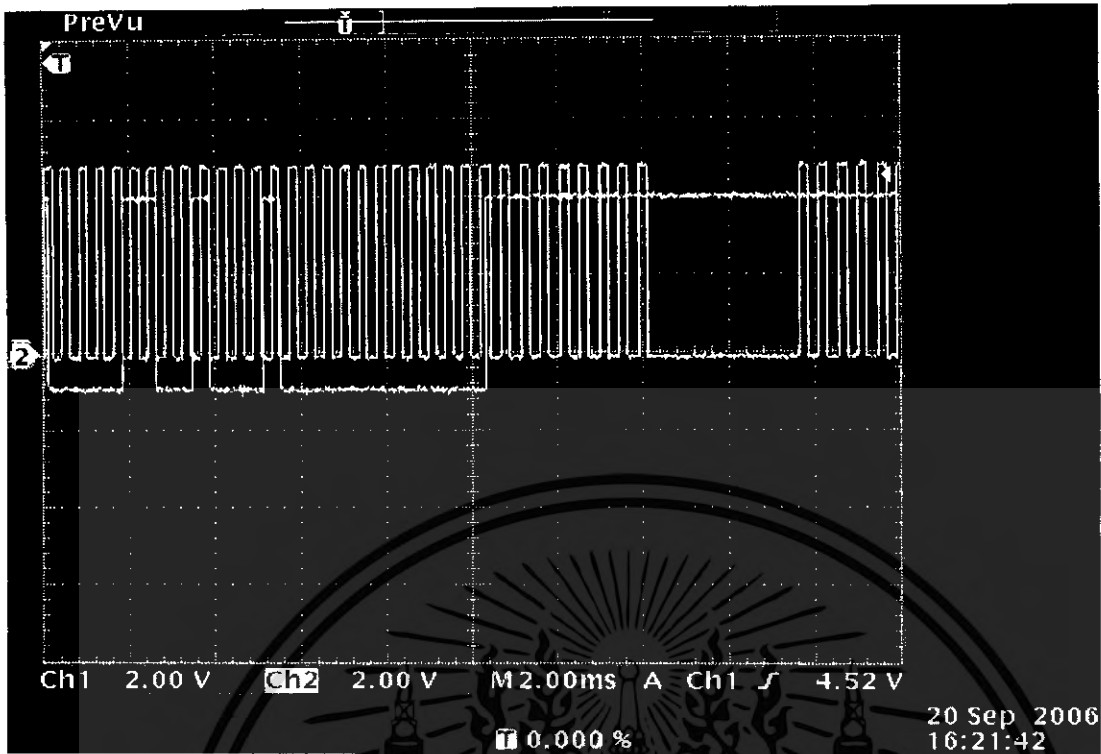 PreVu
T
T
2
Ch1 2.00 V Ch2 2.00 V M 2.00ms A Ch1 4.52 V
20 Sep 2006
T 0.000 % 16:21:42